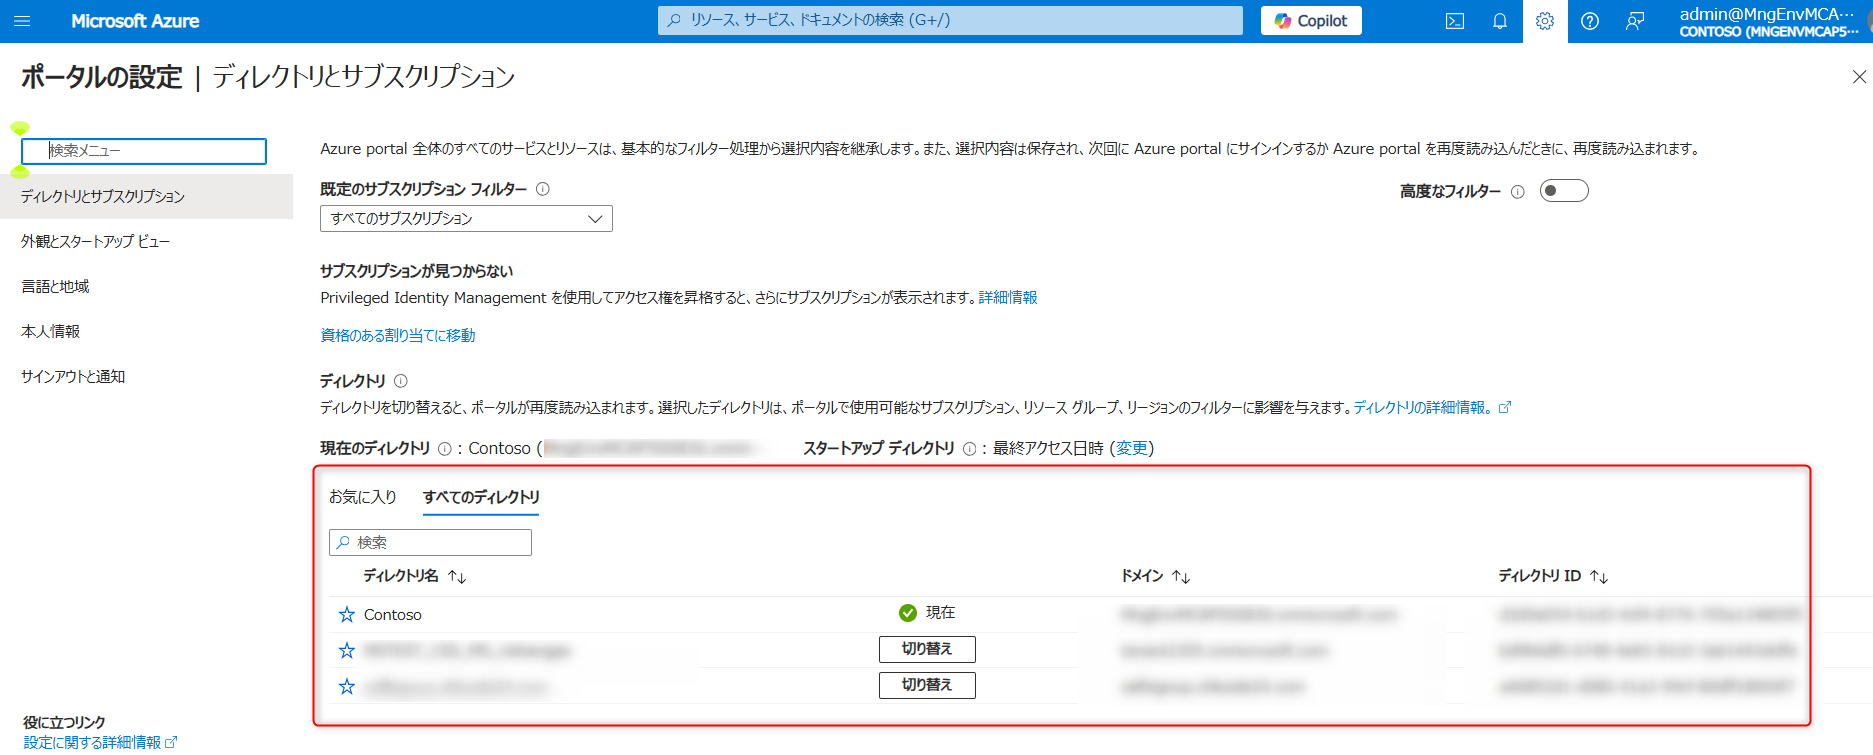 Microsoft Azure
リソース、サービス、ドキュメントの検索 (G+/)
Copilot
admin@MngEnvMCA...
CONTOSO (MNGENVMCAP5...
ポータルの設定 | ディレクトリとサブスクリプション
検索メニュー
ディレクトリとサブスクリプション
外観とスタートアップ ビュー
言語と地域
本人情報
サインアウトと通知
役に立つリンク
設定に関する詳細情報
Azure portal 全体のすべてのサービスとリソースは、基本的なフィルター処理から選択内容を継承します。また、選択内容は保存され、次回に Azure portal にサインインするか Azure portal を再度読み込んだときに、再度読み込まれます。
既定のサブスクリプション フィルター
高度なフィルター
すべてのサブスクリプション
サブスクリプションが見つからない
Privileged Identity Management を使用してアクセス権を昇格すると、さらにサブスクリプションが表示されます。詳細情報
資格のある割り当てに移動
ディレクトリ
ディレクトリを切り替えると、ポータルが再度読み込まれます。選択したディレクトリは、ポータルで使用可能なサブスクリプション、リソース グループ、リージョンのフィルターに影響を与えます。ディレクトリの詳細情報。
現在のディレクトリ : Contoso (
スタートアップ ディレクトリ : 最終アクセス日時 (変更)
お気に入り すべてのディレクトリ
検索
ディレクトリ名 ドメイン ディレクトリ ID
Contoso 現在
切り替え
切り替え